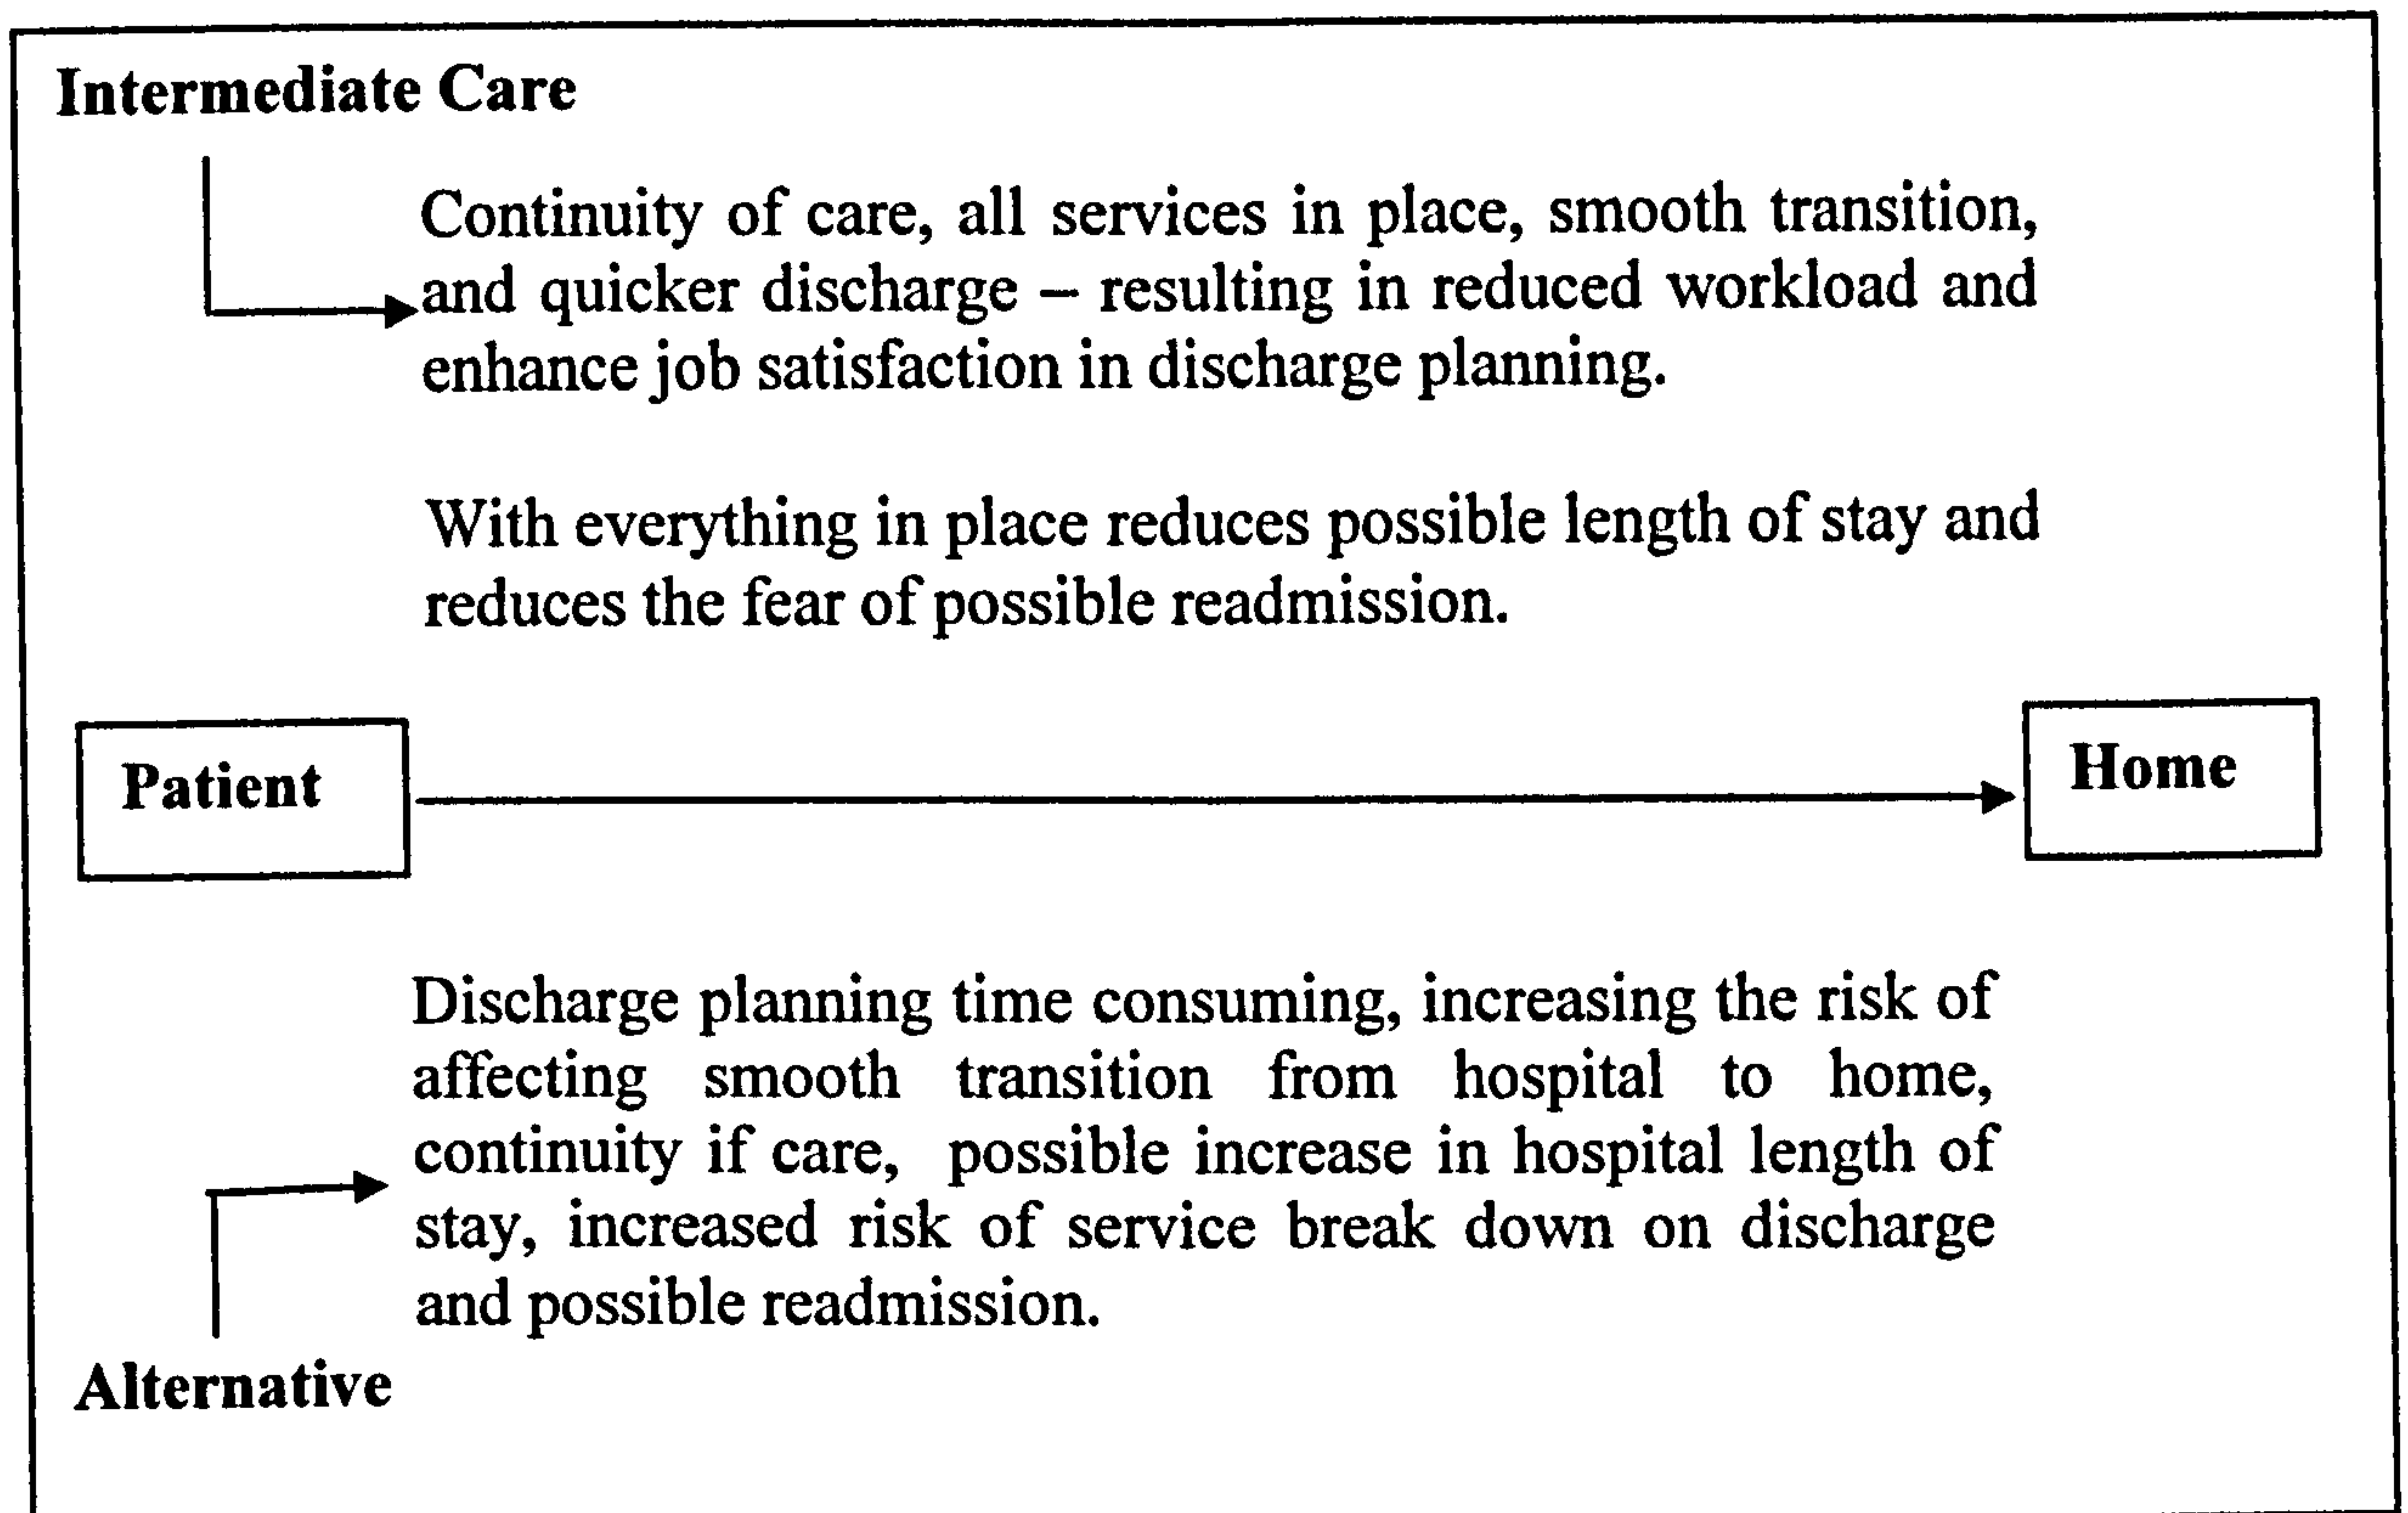 Intermediate Care
Continuity of care, all services in place, smooth transition,
and quicker discharge – resulting in reduced workload and
enhance job satisfaction in discharge planning.
With everything in place reduces possible length of stay and
reduces the fear of possible readmission.
Patient
Home
Discharge planning time consuming, increasing the risk of
affecting smooth transition from hospital to home,
continuity if care, possible increase in hospital length of
stay, increased risk of service break down on discharge
and possible readmission.
Alternative